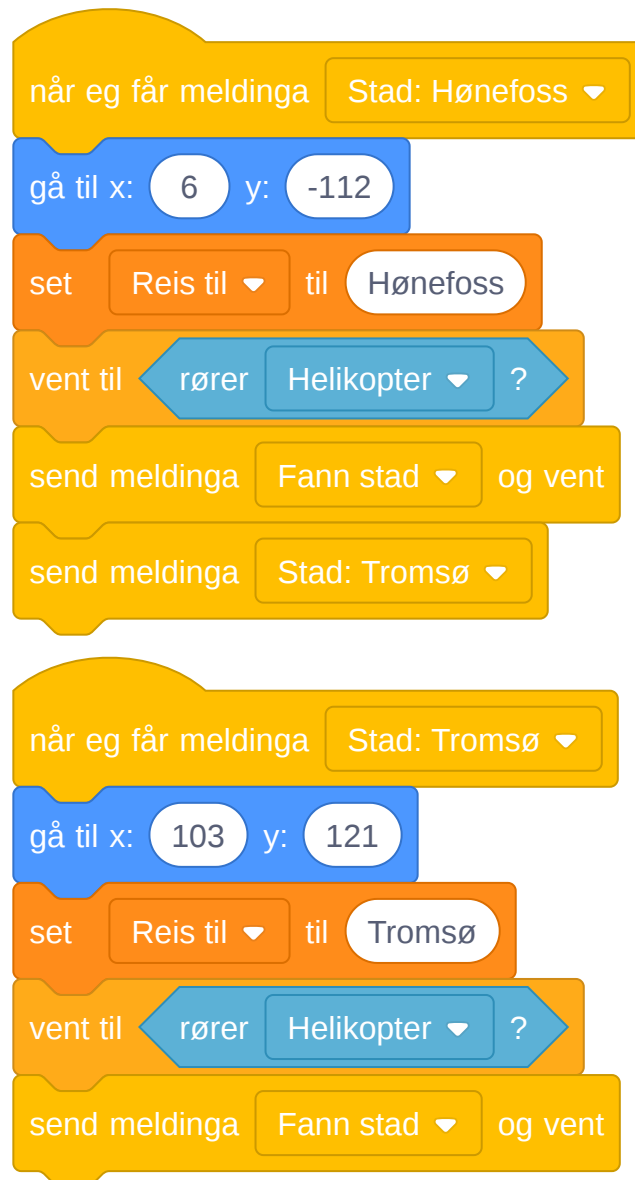 når eg får meldinga Stad: Hønefoss
gå til x: 6 y: -112
set Reis til til Hønefoss
vent til rører Helikopter ?
send meldinga Fann stad og vent
send meldinga Stad: Tromsø
når eg får meldinga Stad: Tromsø
gå til x: 103 y: 121
set Reis til til Tromsø
vent til rører Helikopter ?
send meldinga Fann stad og vent